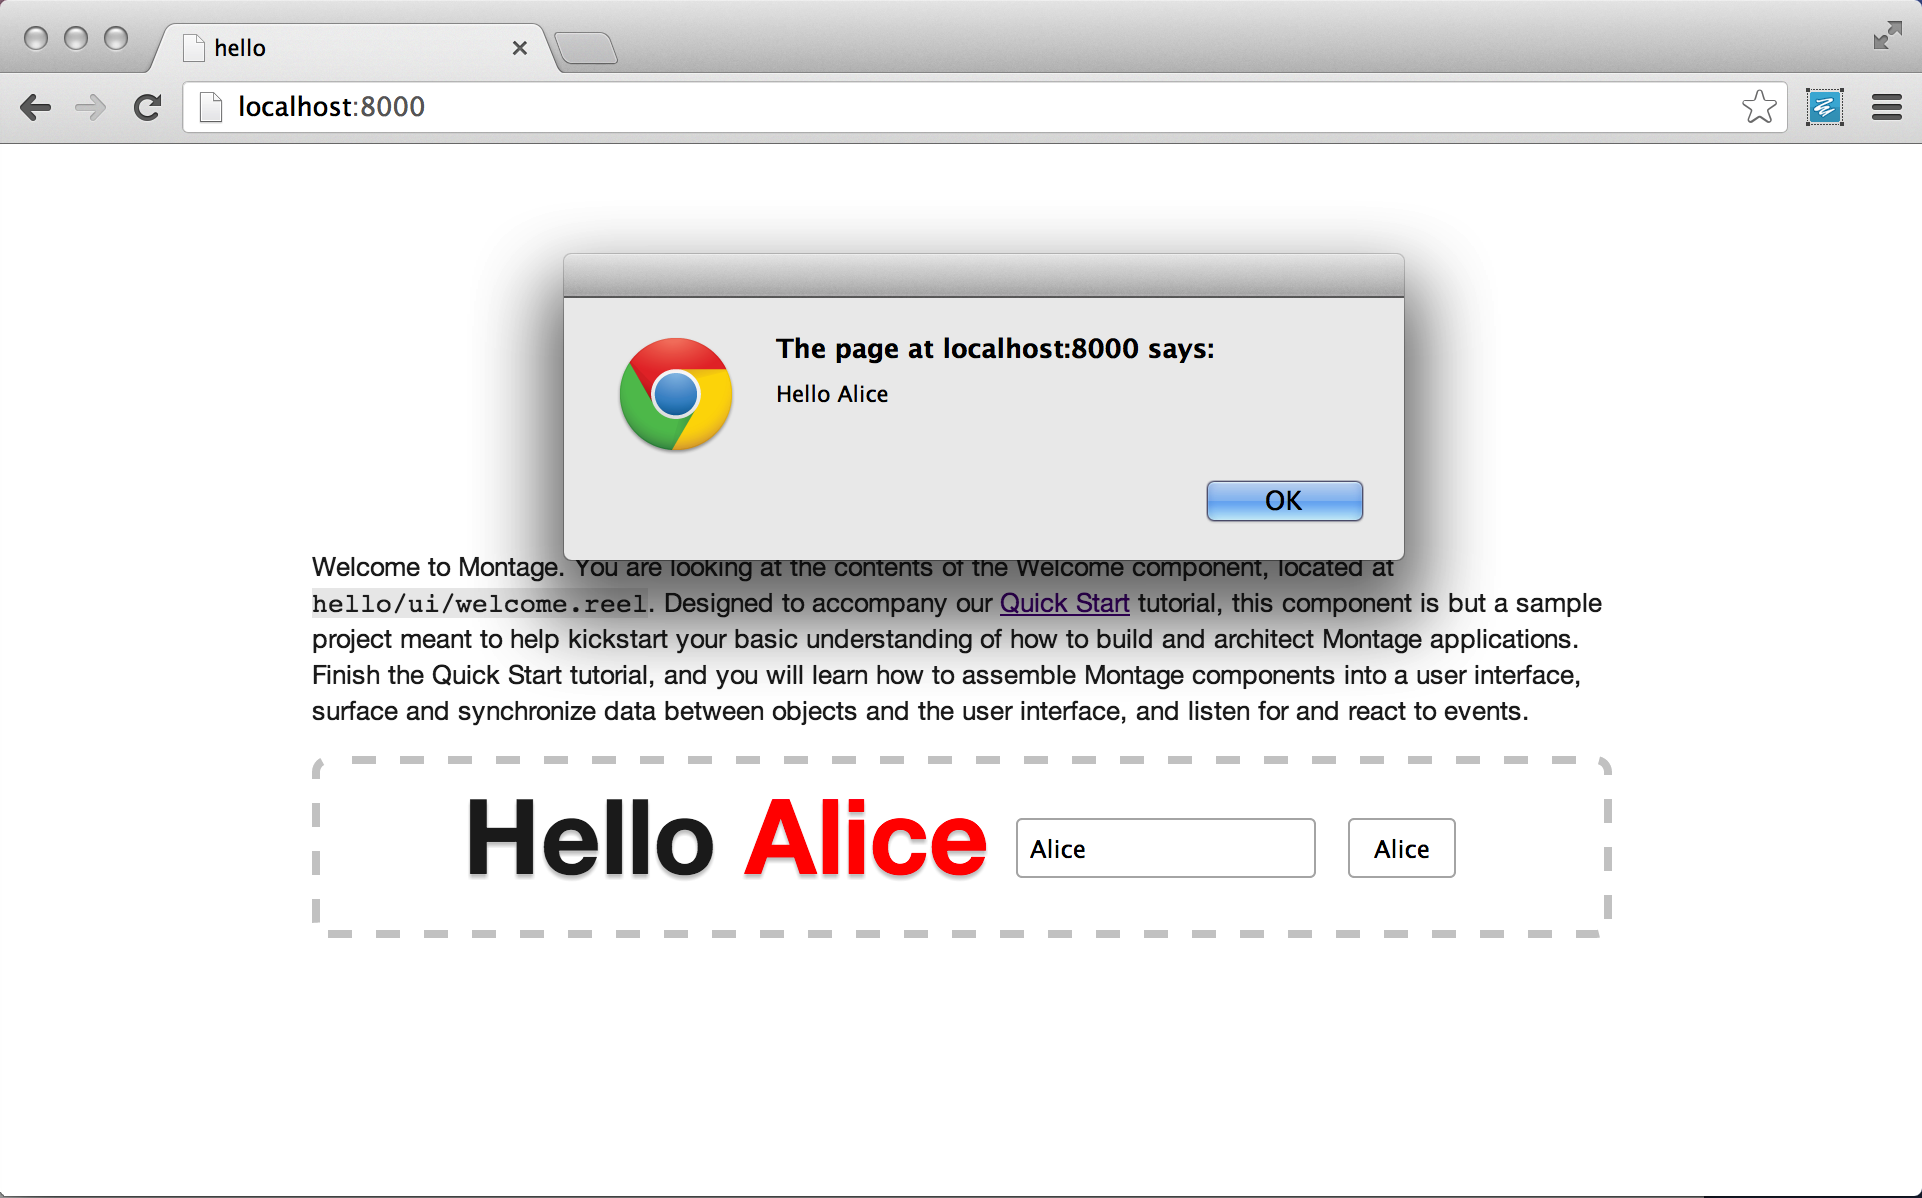 hello
localhost:8000
The page at localhost:8000 says:
Hello Alice
OK
Welcome to Montage. You are looking at the contents of the Welcome component, located at
hello/ui/welcome.reel. Designed to accompany our Quick Start tutorial, this component is but a sample
project meant to help kickstart your basic understanding of how to build and architect Montage applications.
Finish the Quick Start tutorial, and you will learn how to assemble Montage components into a user interface,
surface and synchronize data between objects and the user interface, and listen for and react to events.
Hello Alice Alice Alice